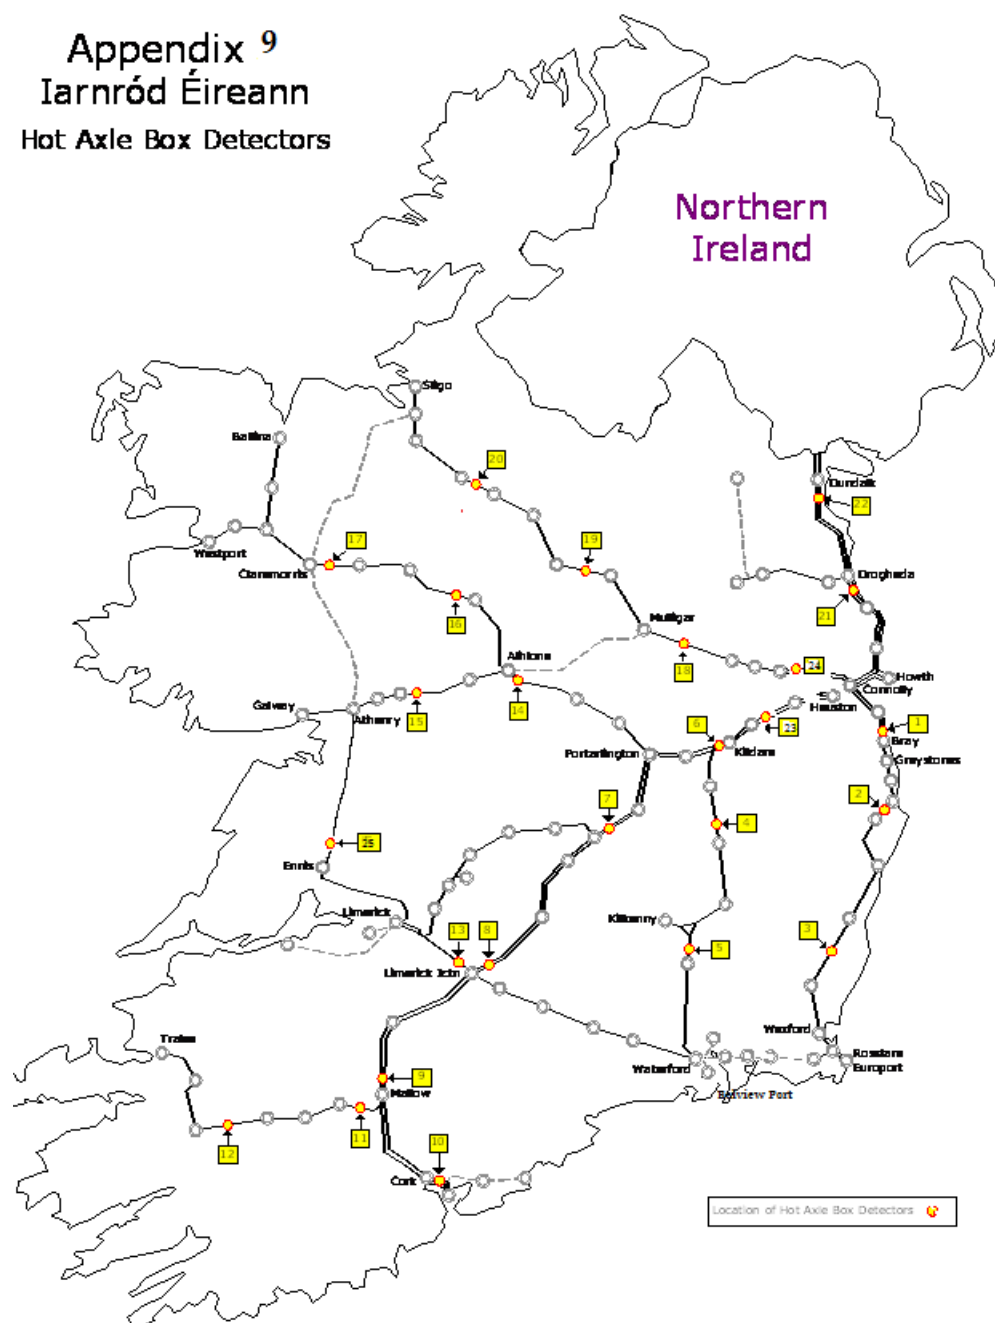 Appendix 9
Iarnród Éireann
Hot Axle Box Detectors
Northern
Ireland
Sligo
Ballina
20
Dundalk
22
Westport
17
Claremorris
19
Drogheda
16
21
Mullingar
18
Athlone
24
Howth
Connolly
14
Galway
Athenry
15
Heuston
23
6
1
Bray
Portarlington
Kildare
Greystones
7
2
4
25
Ennis
Limerick
Kilkenny
13
8
5
3
Limerick Jctn
Wexford
Tralee
Rosslare
Europort
Waterford
9
Mallow
Belview Port
11
12
10
Cork
Location of Hot Axle Box Detectors